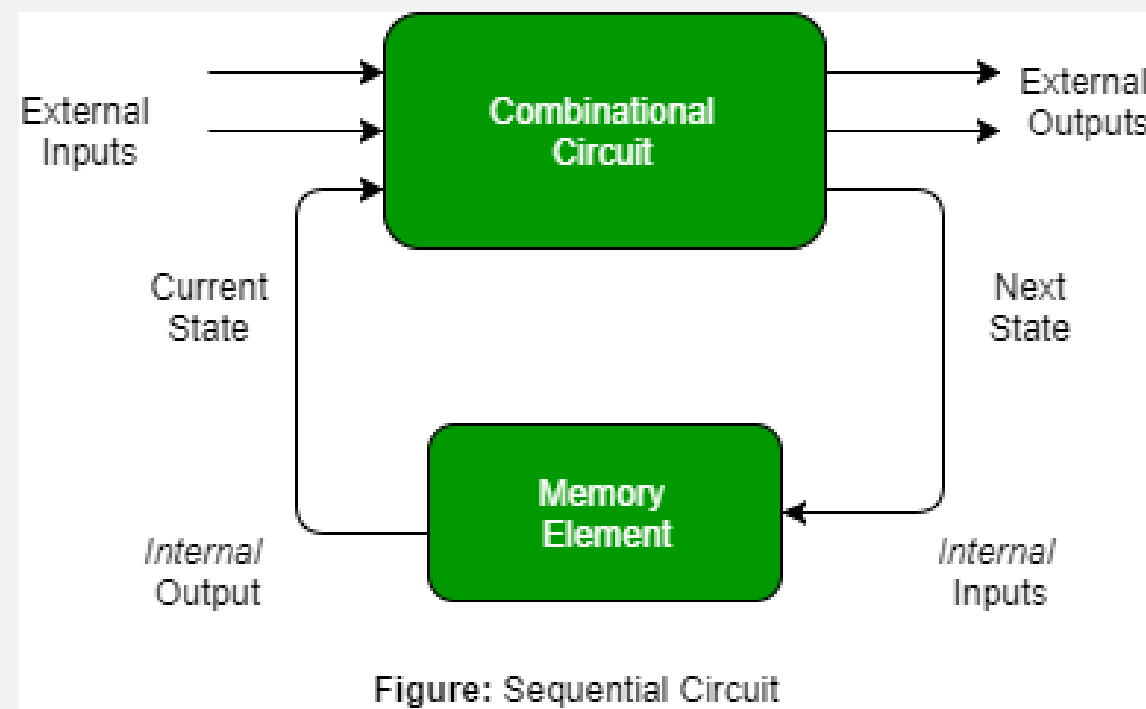 External
Inputs
Combinational
Circuit
External
Outputs
Current
State
Next
State
Memory
Element
Internal
Output
Internal
Inputs
Figure: Sequential Circuit